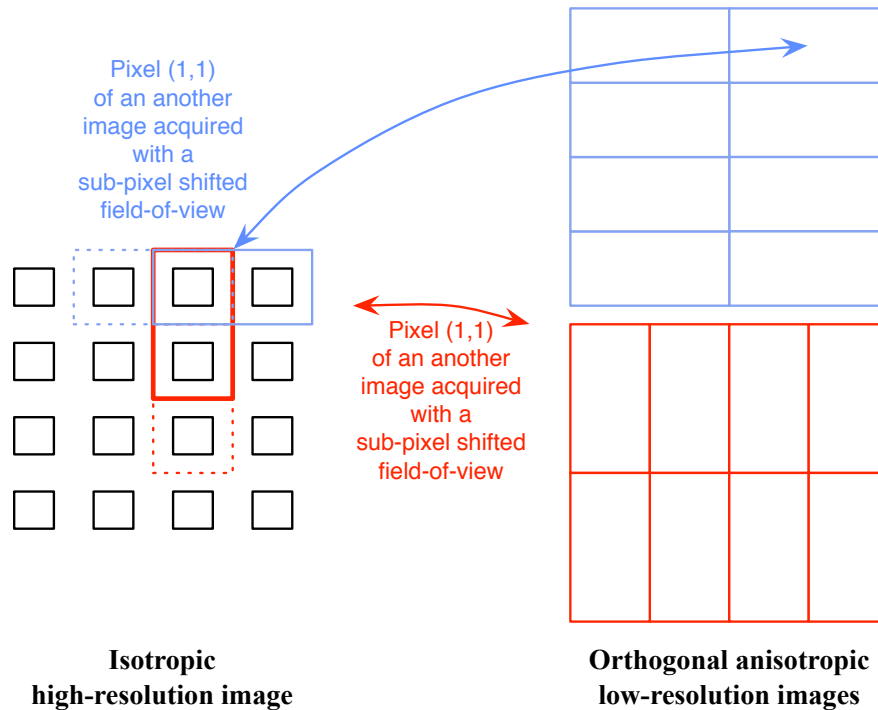 Pixel (1,1)
of an another
image acquired
with a
sub-pixel shifted
field-of-view
Pixel (1,1)
of an another
image acquired
with a
sub-pixel shifted
field-of-view
Isotropic
high-resolution image
Orthogonal anisotropic
low-resolution images